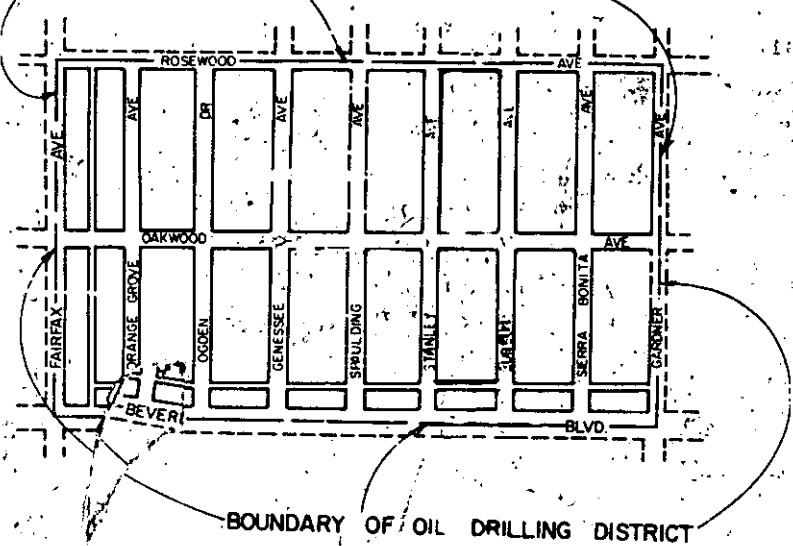 ROSEWOOD AVE
AVE AVE DR AVE AVE AVE AVE AVE
OAKWOOD AVE
FAIRFAX
ORANGE GROVE
OGDEN
GENESSEE
SPAULDING
STANLEY
SIERRA BONITA
GARDNER
BEVERL
BLVD.
BOUNDARY OF OIL DRILLING DISTRICT